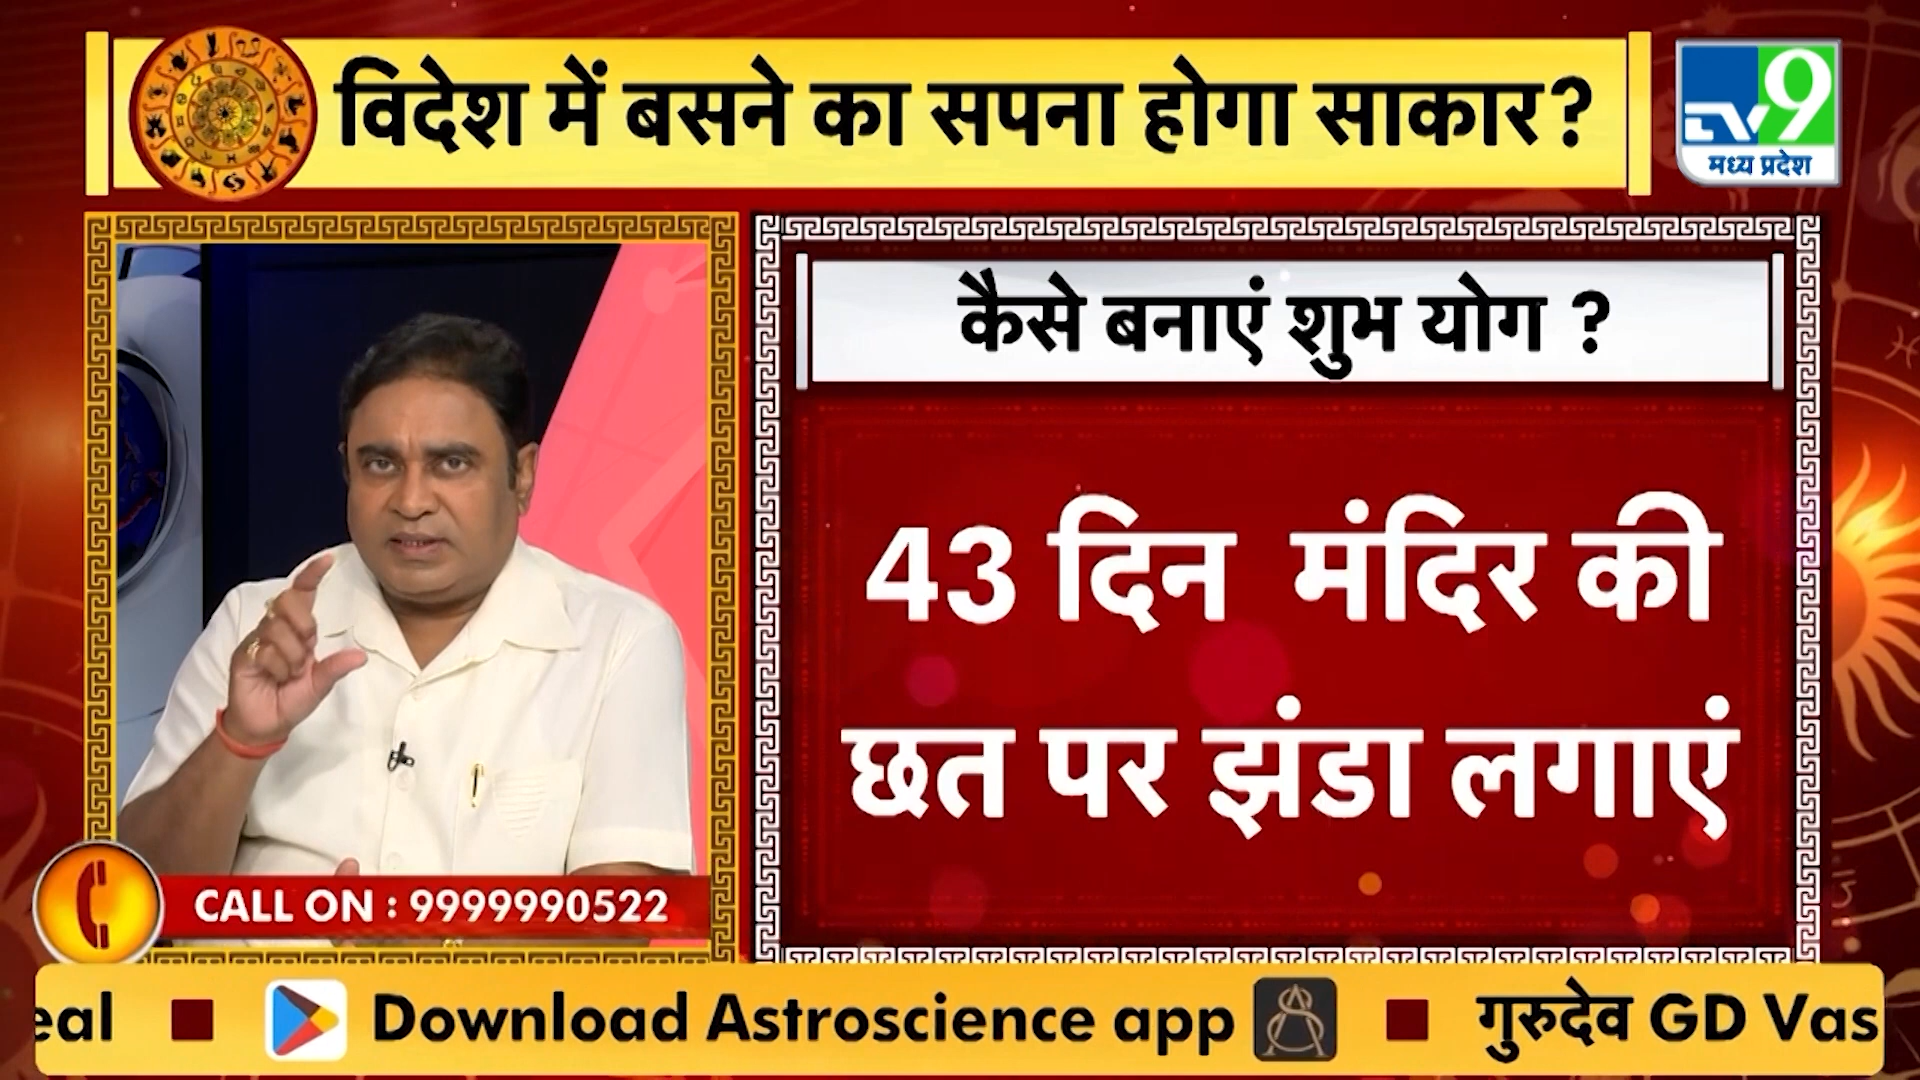 विदेश में बसने का सपना होगा साकार?
TV9
मध्य प्रदेश
कैसे बनाएं शुभ योग ?
43 दिन मंदिर की
छत पर झंडा लगाएं
CALL ON : 9999990522
eal Download Astroscience app गुरुदेव GD Vas